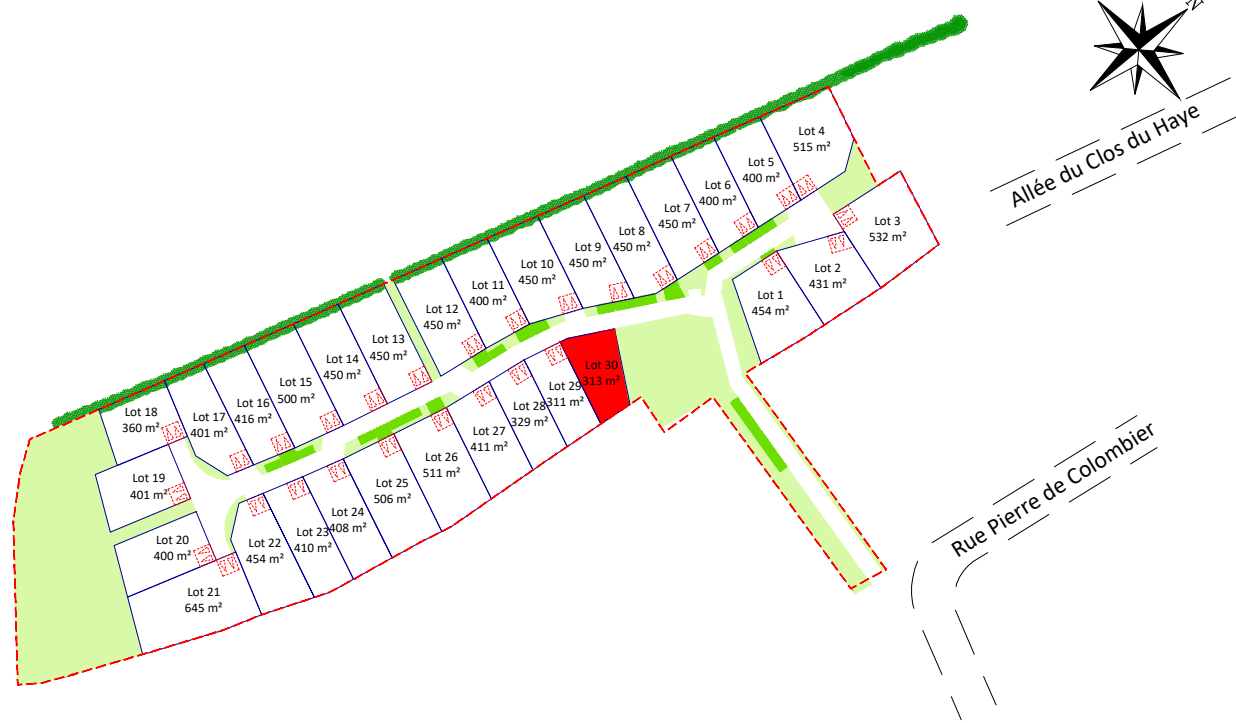 N
Allée du Clos du Haye
Lot 4
515 m²
Lot 5
400 m²
Lot 6
400 m²
Lot 7
450 m²
Lot 8
450 m²
Lot 9
450 m²
Lot 10
450 m²
Lot 11
400 m²
Lot 12
450 m²
Lot 3
532 m²
Lot 2
431 m²
Lot 1
454 m²
Lot 13
450 m²
Lot 14
450 m²
Lot 15
500 m²
Lot 16
416 m²
Lot 17
401 m²
Lot 18
360 m²
Lot 19
401 m²
Lot 20
400 m²
Lot 21
645 m²
Lot 22
454 m²
Lot 23
410 m²
Lot 24
408 m²
Lot 25
506 m²
Lot 26
511 m²
Lot 27
411 m²
Lot 28
329 m²
Lot 29
311 m²
Lot 30
313 m²
Rue Pierre de Colombier